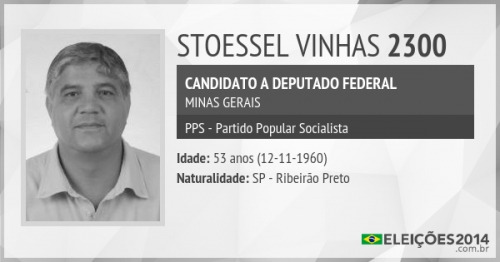 STOESSEL VINHAS 2300
CANDIDATO A DEPUTADO FEDERAL
MINAS GERAIS
PPS - Partido Popular Socialista
Idade: 53 anos (12-11-1960)
Naturalidade: SP - Ribeirão Preto
ELEIÇÕES2014
.com.br